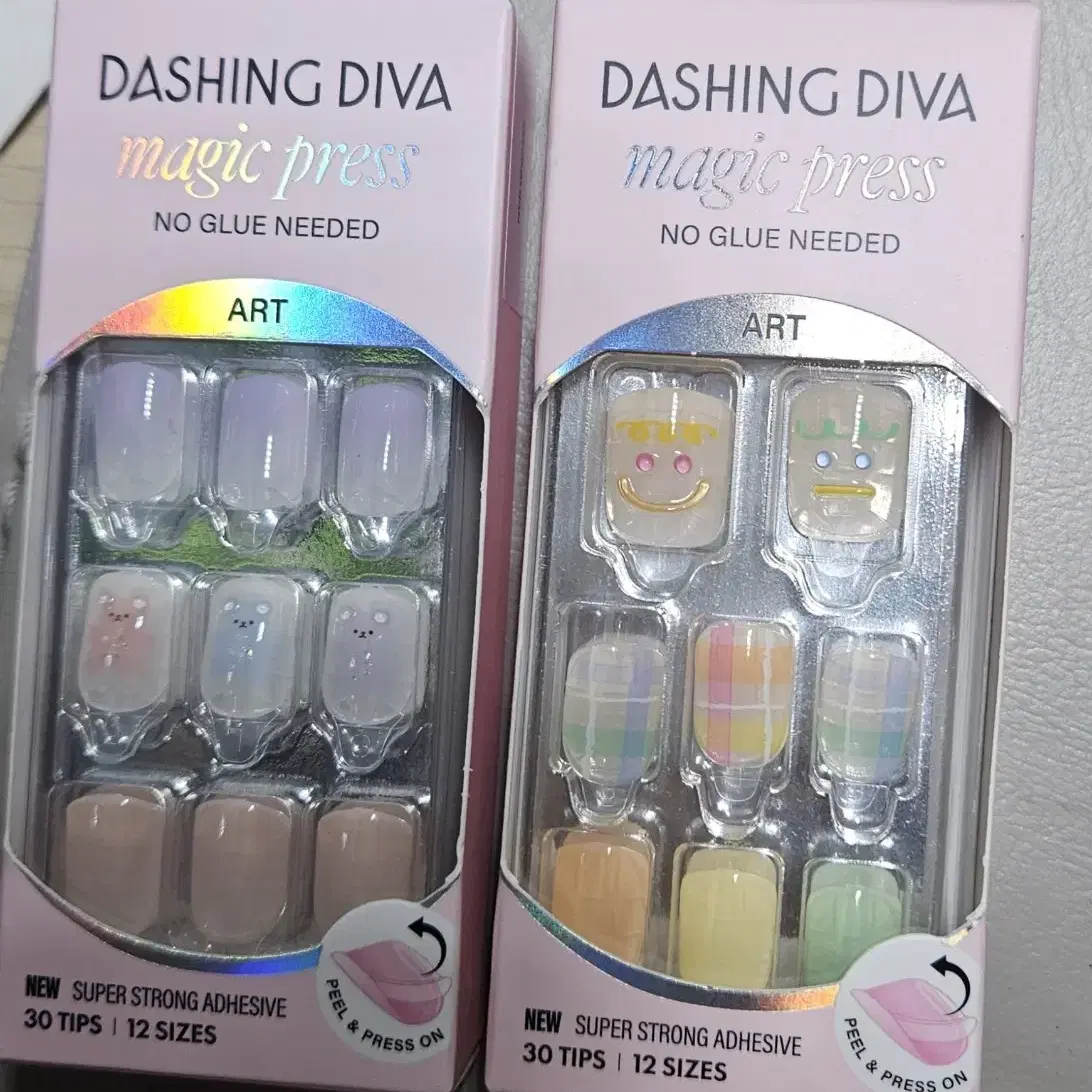 DASHING DIVA
magic press
NO GLUE NEEDED
ART
NEW SUPER STRONG ADHESIVE
30 TIPS | 12 SIZES
PEEL & PRESS ON
DASHING DIVA
magic press
NO GLUE NEEDED
ART
NEW SUPER STRONG ADHESIVE
30 TIPS | 12 SIZES
PEEL & PRESS ON